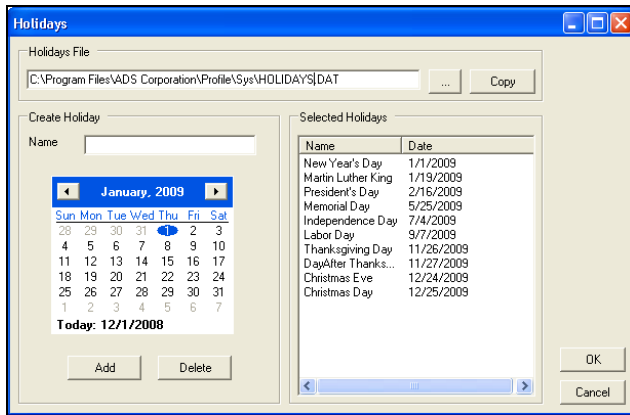 Holidays
Holidays File
C:\Program Files\ADS Corporation\Profile\Sys\HOLIDAYS.DAT
...
Copy
Create Holiday
Name
January, 2009
Sun Mon Tue Wed Thu Fri Sat
28 29 30 31 1 2 3
4 5 6 7 8 9 10
11 12 13 14 15 16 17
18 19 20 21 22 23 24
25 26 27 28 29 30 31
1 2 3 4 5 6 7
Today: 12/1/2008
Add
Delete
Selected Holidays
Name Date
New Year's Day 1/1/2009
Martin Luther King 1/19/2009
President's Day 2/16/2009
Memorial Day 5/25/2009
Independence Day 7/4/2009
Labor Day 9/7/2009
Thanksgiving Day 11/26/2009
DayAfter Thanks... 11/27/2009
Christmas Eve 12/24/2009
Christmas Day 12/25/2009
OK
Cancel